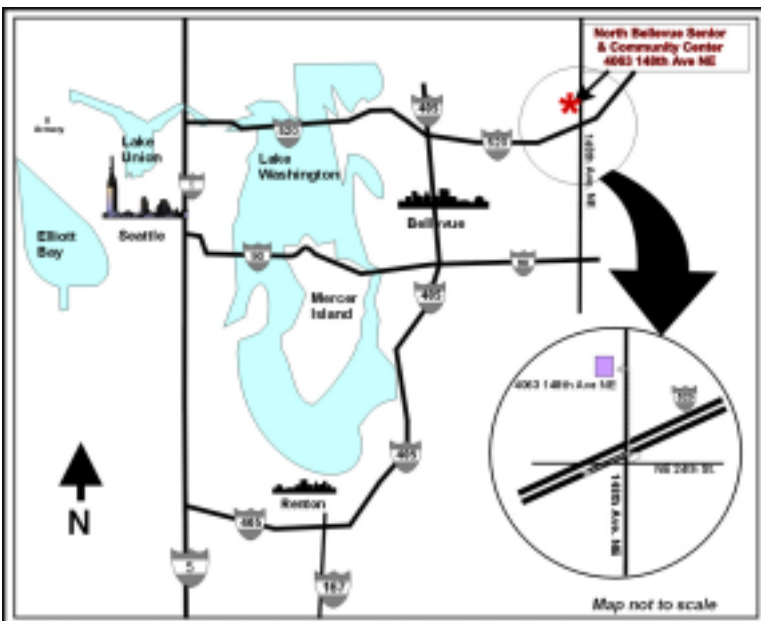 North Bellevue Senior
& Community Center
4063 148th Ave NE
405
Armory
Lake
Union
520
520
Lake
Washington
148th Ave. NE
5
Elliott
Bay
Seattle
Bellevue
90
90
Mercer
Island
405
4063 148th Ave NE
520
405
NE 24th St.
148th Ave. NE
N
Renton
405
5
167
Map not to scale